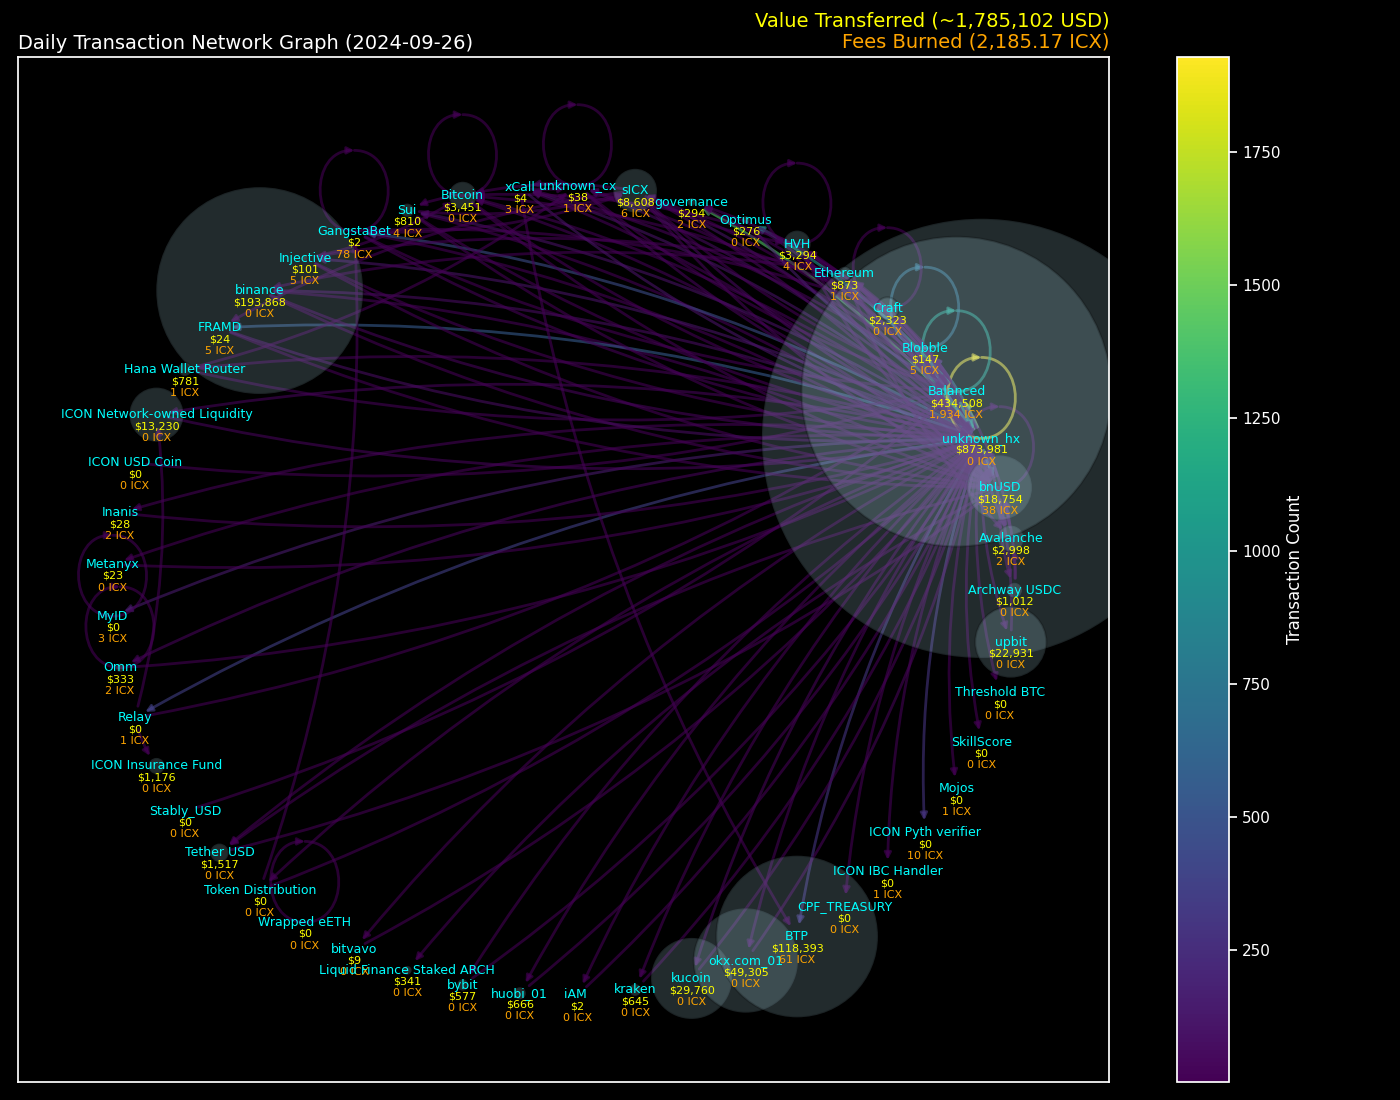 Value Transferred (~1,785,102 USD)
Daily Transaction Network Graph (2024-09-26)
Fees Burned (2,185.17 ICX)
xCall
$4
3 ICX
unknown_cx
$38
1 ICX
sICX
$8,608
6 ICX
Bitcoin
$3,451
0 ICX
governance
$294
2 ICX
Sui
$810
4 ICX
Optimus
$276
0 ICX
GangstaBet
$2
78 ICX
HVH
$3,294
4 ICX
Injective
$101
5 ICX
Ethereum
$873
1 ICX
binance
$193,868
0 ICX
Craft
$2,323
0 ICX
FRAMD
$24
5 ICX
Blobble
$147
5 ICX
Hana Wallet Router
$781
1 ICX
Balanced
$434,508
1,934 ICX
ICON Network-owned Liquidity
$13,230
0 ICX
unknown_hx
$873,981
0 ICX
ICON USD Coin
$0
0 ICX
bnUSD
$18,754
38 ICX
Inanis
$28
2 ICX
Avalanche
$2,998
2 ICX
Metanyx
$23
0 ICX
Archway USDC
$1,012
0 ICX
MyID
$0
3 ICX
upbit
$22,931
0 ICX
Omm
$333
2 ICX
Threshold BTC
$0
0 ICX
Relay
$0
1 ICX
SkillScore
$0
0 ICX
ICON Insurance Fund
$1,176
0 ICX
Mojos
$0
1 ICX
Stably_USD
$0
0 ICX
ICON Pyth verifier
$0
10 ICX
Tether USD
$1,517
0 ICX
ICON IBC Handler
$0
1 ICX
Token Distribution
$0
0 ICX
CPF_TREASURY
$0
0 ICX
Wrapped eETH
$0
0 ICX
BTP
$118,393
61 ICX
bitvavo
$9
0 ICX
okx.com_01
$49,305
0 ICX
Liquid Finance Staked ARCH
$341
0 ICX
kucoin
$29,760
0 ICX
bybit
$577
0 ICX
huobi_01
$666
0 ICX
iAM
$2
0 ICX
kraken
$645
0 ICX
1750
1500
1250
1000
750
500
250
Transaction Count